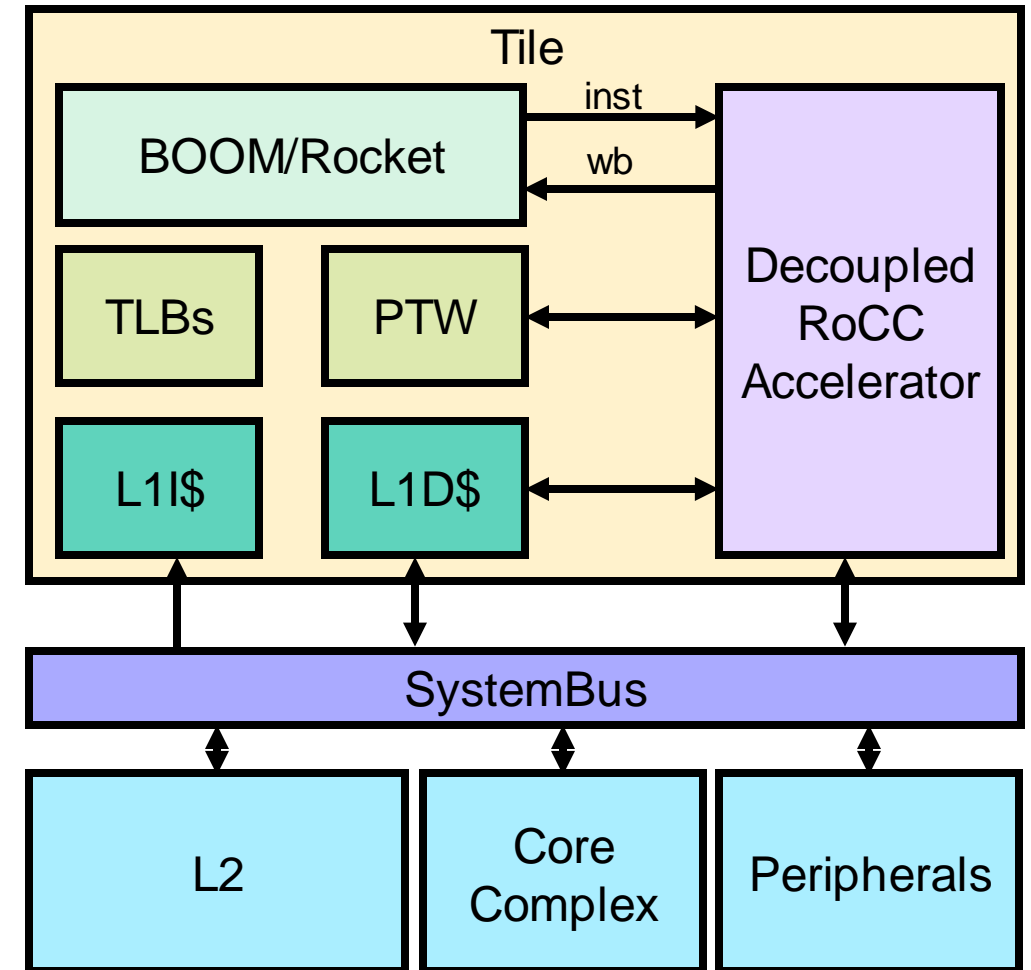 Tile
BOOM/Rocket
inst
wb
TLBs
PTW
Decoupled
RoCC
Accelerator
L1I$
L1D$
SystemBus
L2
Core
Complex
Peripherals